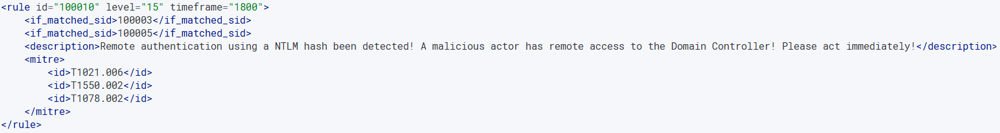 <rule id="100010" level="15" timeframe="1800">
    <if_matched_sid>100003</if_matched_sid>
    <if_matched_sid>100005</if_matched_sid>
    <description>Remote authentication using a NTLM hash been detected! A malicious actor has remote access to the Domain Controller! Please act immediately!</description>
    <mitre>
        <id>T1021.006</id>
        <id>T1550.002</id>
        <id>T1078.002</id>
    </mitre>
</rule>